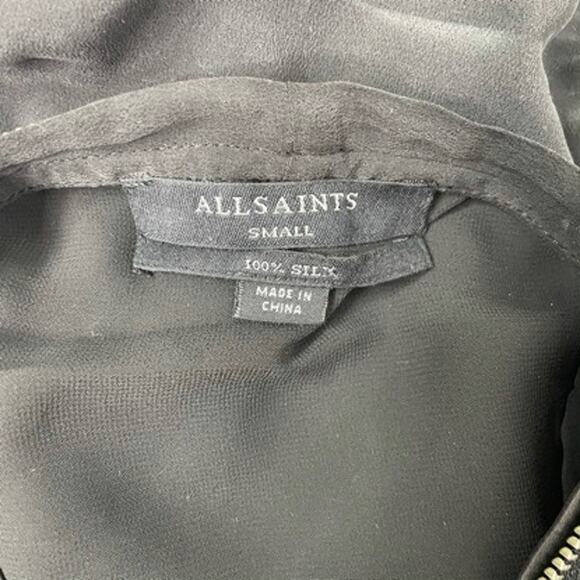 ALLSAINTS
SMALL
100% SILK
MADE IN
CHINA